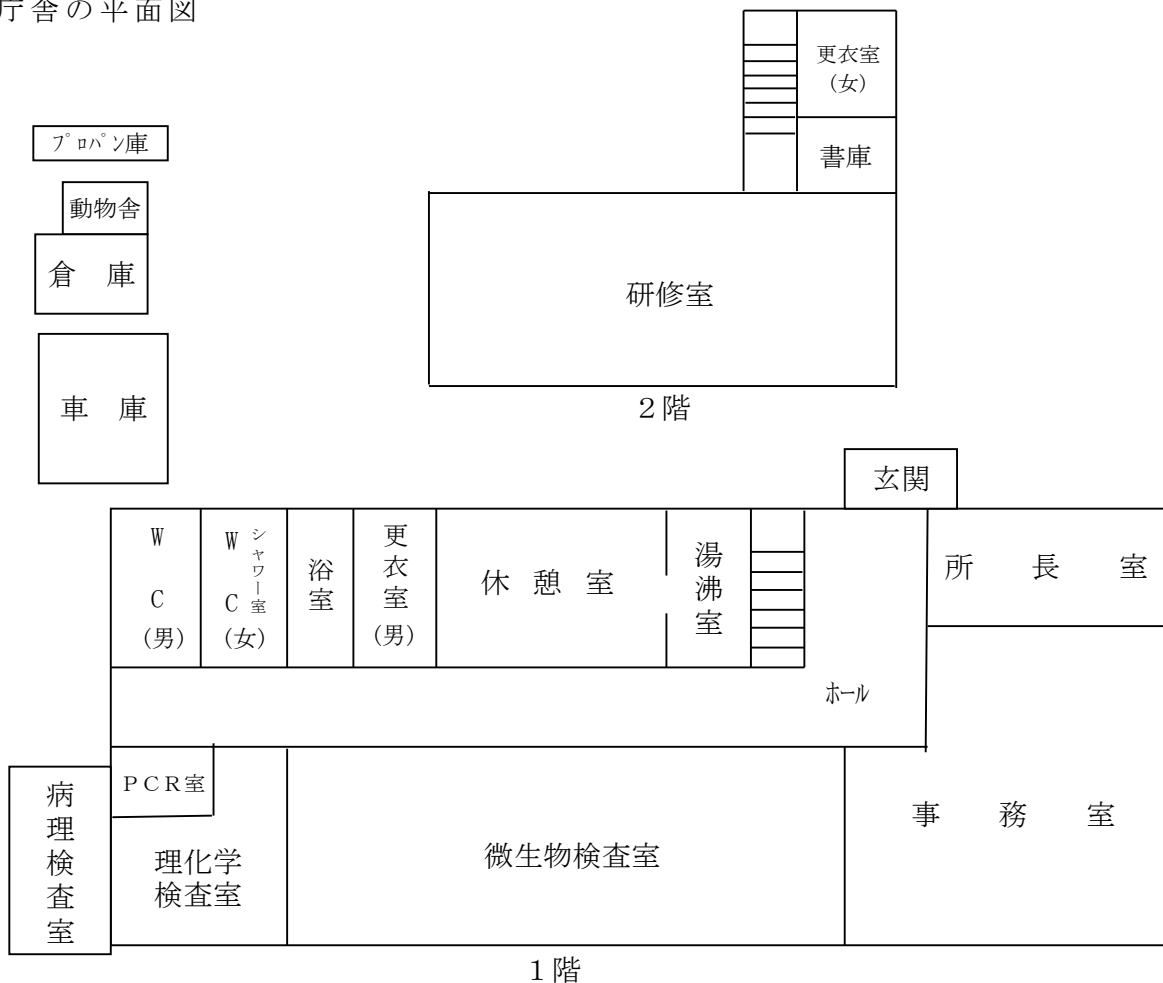 庁舎の平面図
更衣室
(女)
プロパン庫
書庫
動物舎
倉 庫
研修室
車 庫
2階
玄関
WC
(男)
WC
シャワー室
(女)
浴室
更衣室
(男)
休 憩 室
湯沸室
所 長 室
ホール
病理検査室
PCR室
理化学
検査室
微生物検査室
事 務 室
1階